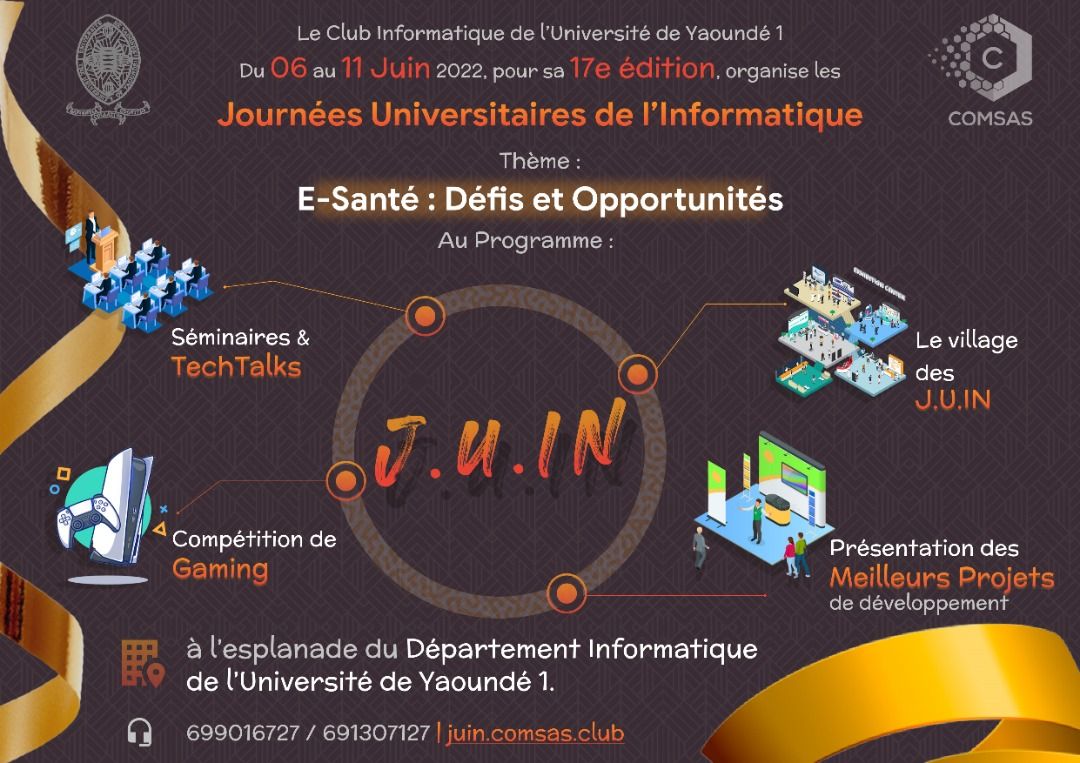 Le Club Informatique de l'Université de Yaoundé 1
Du 06 au 11 Juin 2022, pour sa 17e édition, organise les
Journées Universitaires de l'Informatique
COMSAS
Thème :
E-Santé : Défis et Opportunités
Au Programme :
Séminaires &
TechTalks
EXHIBITION CENTER
Le village
des
J.U.IN
J.U.IN
Compétition de
Gaming
Présentation des
Meilleurs Projets
de développement
à l'esplanade du Département Informatique
de l'Université de Yaoundé 1.
699016727 / 691307127 | juin.comsas.club